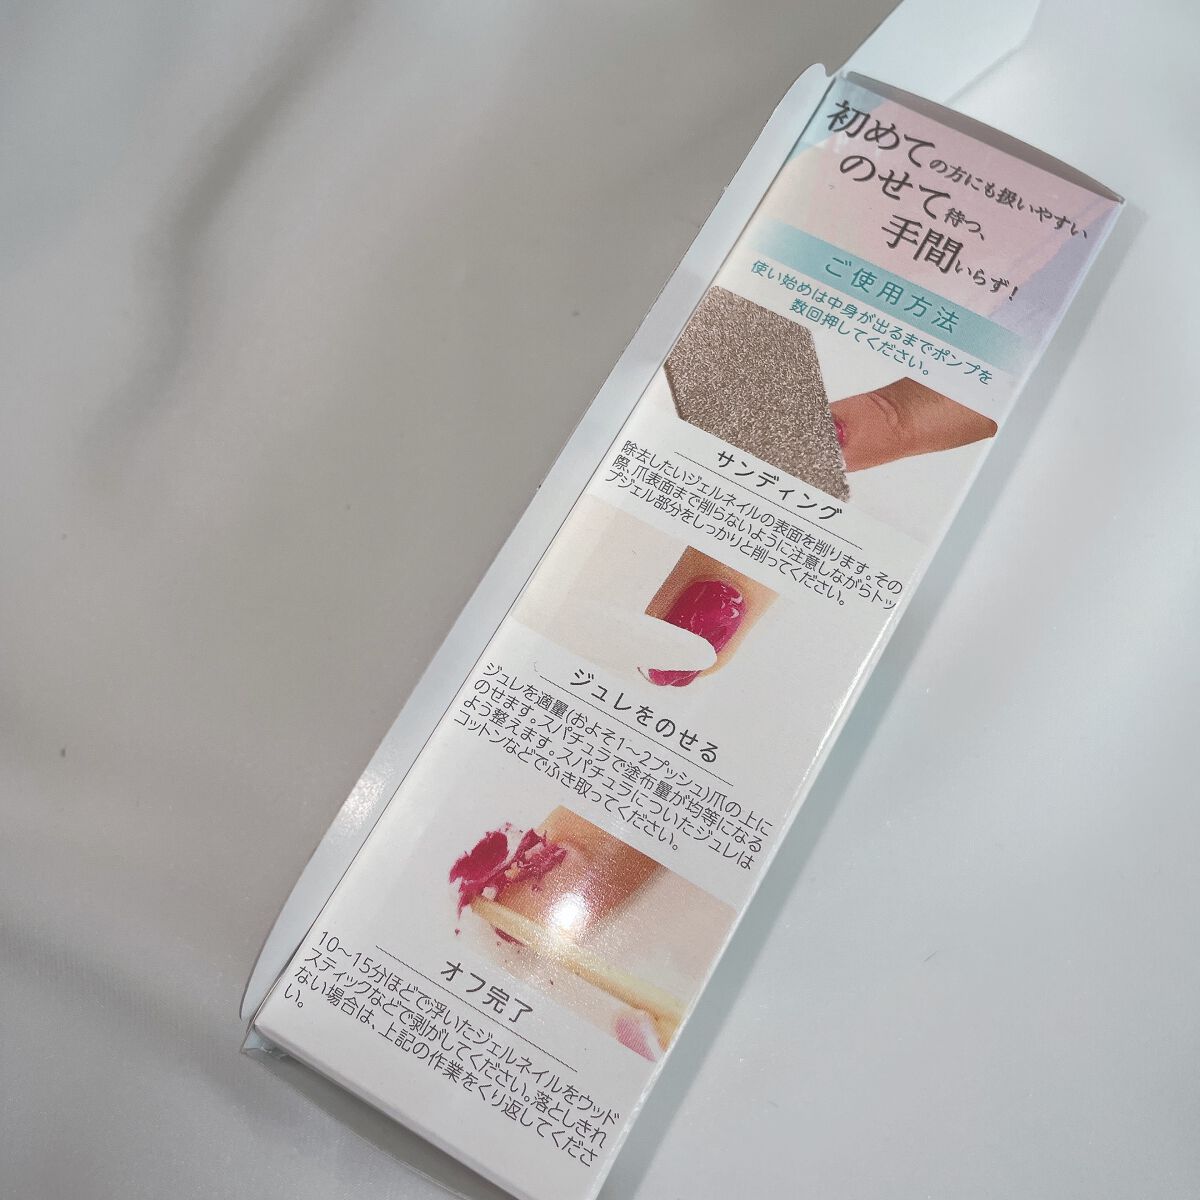 初めての方にも扱いやすい
のせて待つ、
手間いらず!
ご使用方法
使い始めは中身が出るまでポンプを
数回押してください。
サンディング
除去したいジェルネイルの表面を削ります。その
際、爪表面まで削らないように注意しながらトッ
プジェル部分をしっかりと削ってください。
ジュレをのせる
ジュレを適量(およそ1〜2プッシュ)爪の上に
のせます。スパチュラで塗布量が均等になる
よう整えます。スパチュラについたジュレは
コットンなどでふき取ってください。
オフ完了
10〜15分ほどで浮いたジェルネイルをウッド
スティックなどで剥がしてください。落としきれ
ない場合は、上記の作業をくり返してくださ
い。